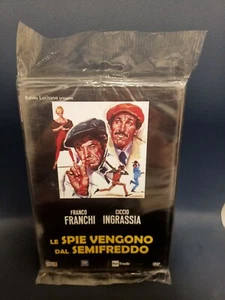 FRANCO
FRANCHI
CICCIO
INGRASSIA
LE SPIE VENGONO
DAL SEMIFREDDO